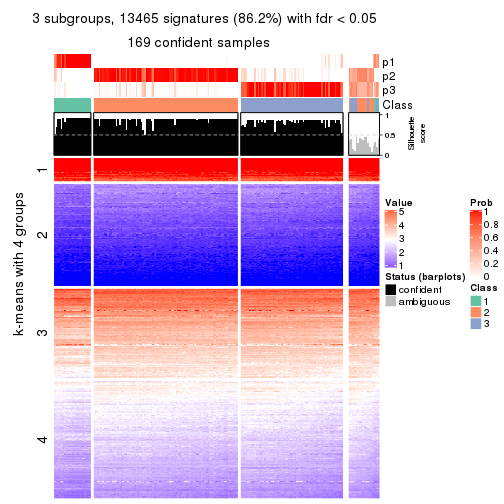 3 subgroups, 13465 signatures (86.2%) with fdr < 0.05
169 confident samples
p1
p2
p3
Class
1
0.5
0
Silhouette
score
k-means with 4 groups
1
2
3
4
Value
5
4
3
2
1
Status (barplots)
confident
ambiguous
Prob
1
0.8
0.6
0.4
0.2
0
Class
1
2
3